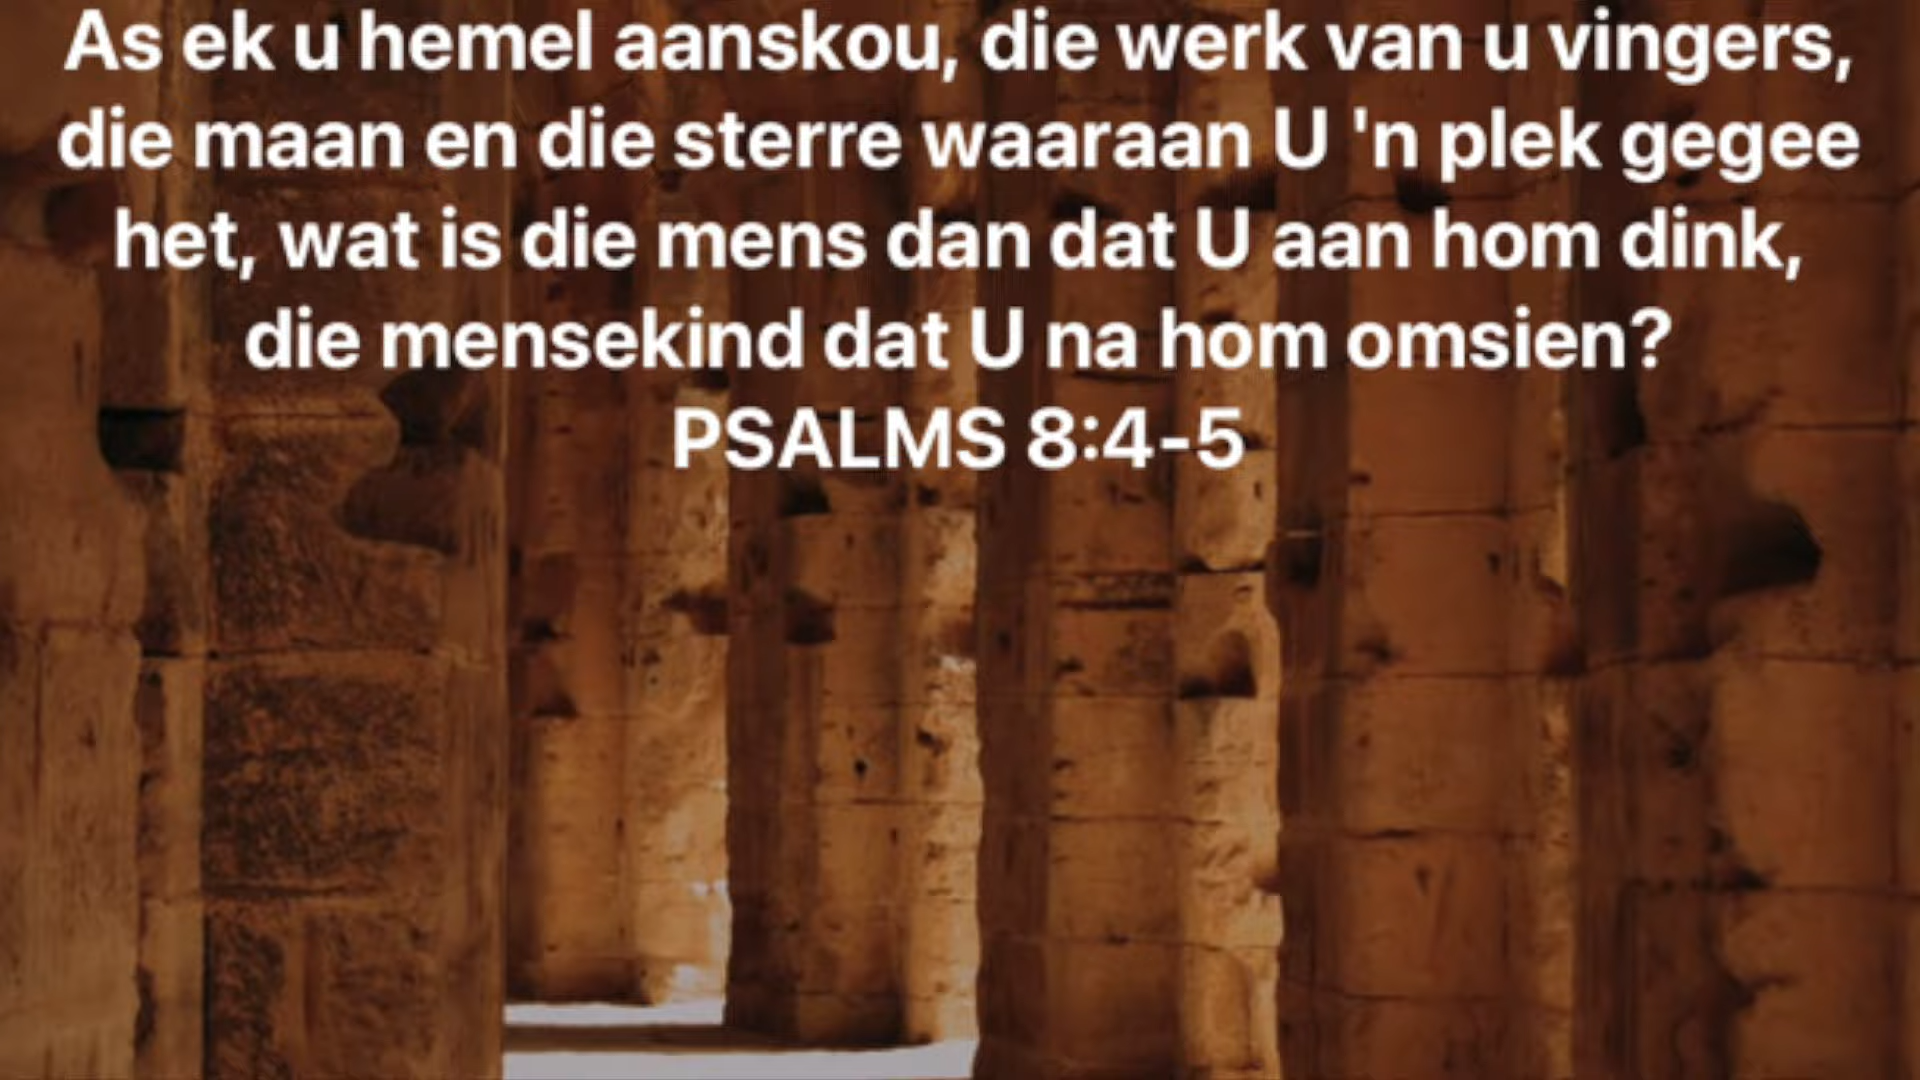 As ek u hemel aanskou, die werk van u vingers,
die maan en die sterre waaraan U 'n plek gegee
het, wat is die mens dan dat U aan hom dink,
die mensekind dat U na hom omsien?
PSALMS 8:4-5